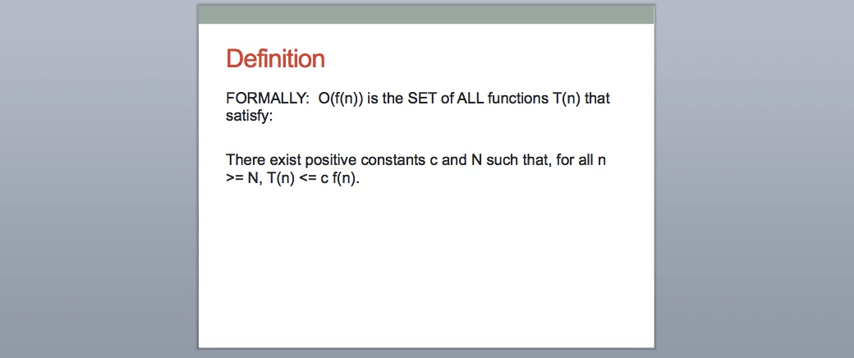 Definition
FORMALLY:  O(f(n)) is the SET of ALL functions T(n) that
satisfy:
There exist positive constants c and N such that, for all n
>= N, T(n) <= c f(n).